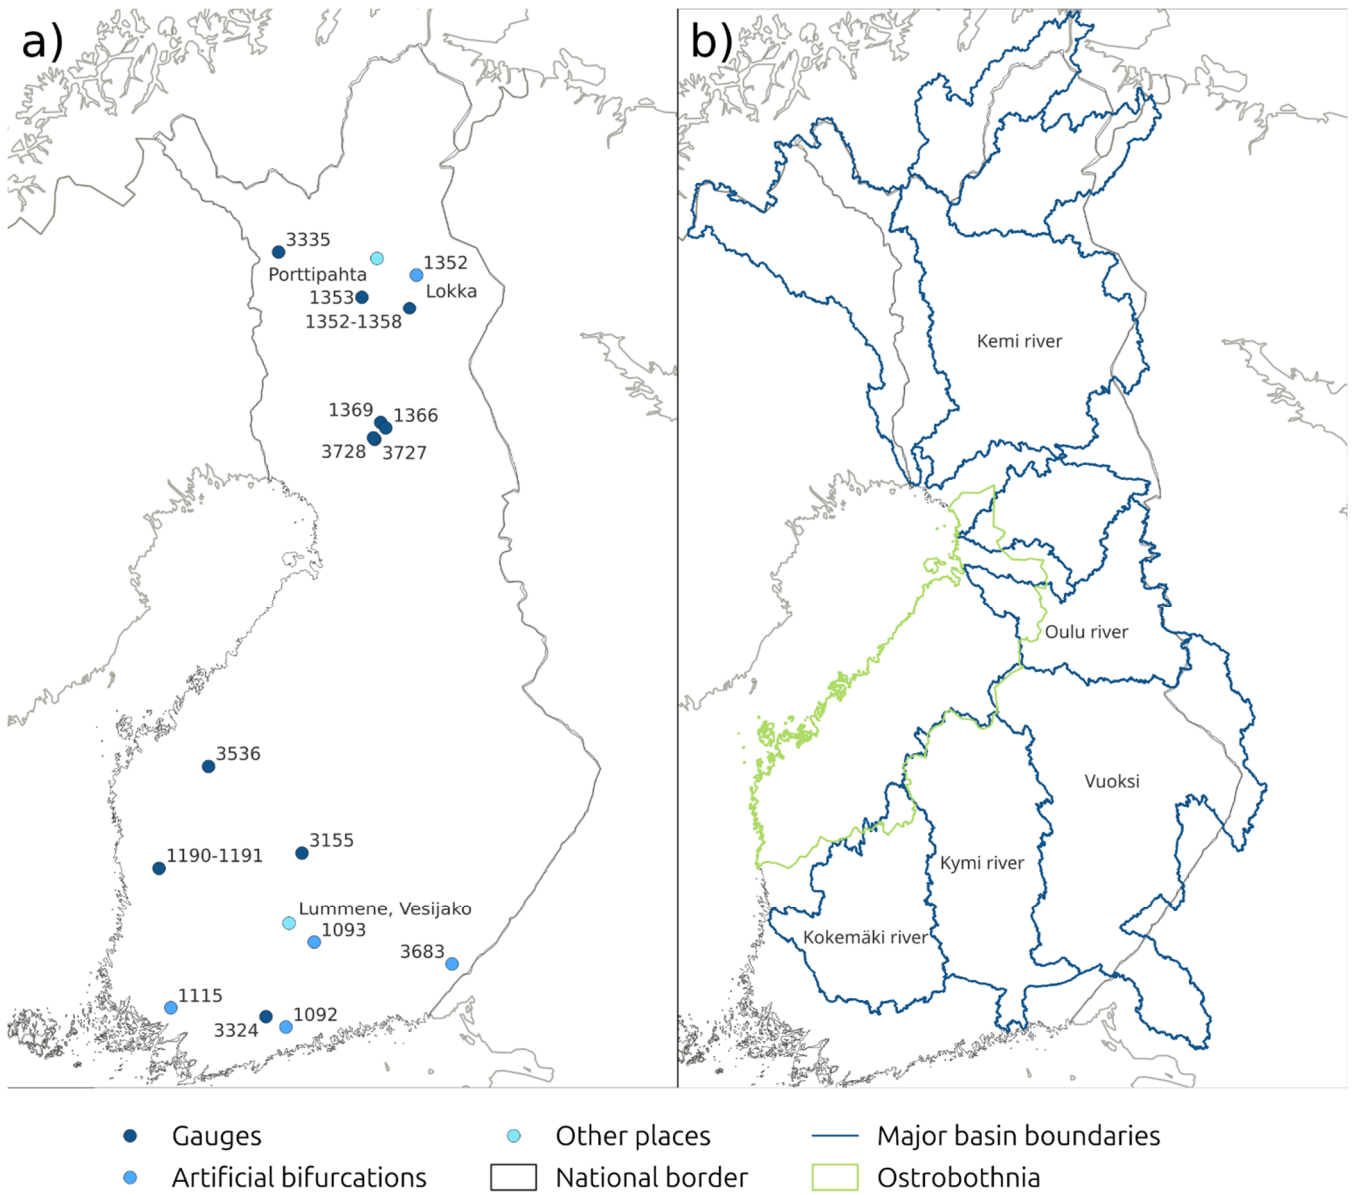 a)
3335
Porttipahta
1352
Lokka
1353
1352-1358
1369
1366
3728
3727
3536
3155
1190-1191
Lummene, Vesijako
1093
3683
1115
1092
3324
b)
Kemi river
Oulu river
Vuoksi
Kymi river
Kokemäki river
Gauges
Other places
Major basin boundaries
Artificial bifurcations
National border
Ostrobothnia